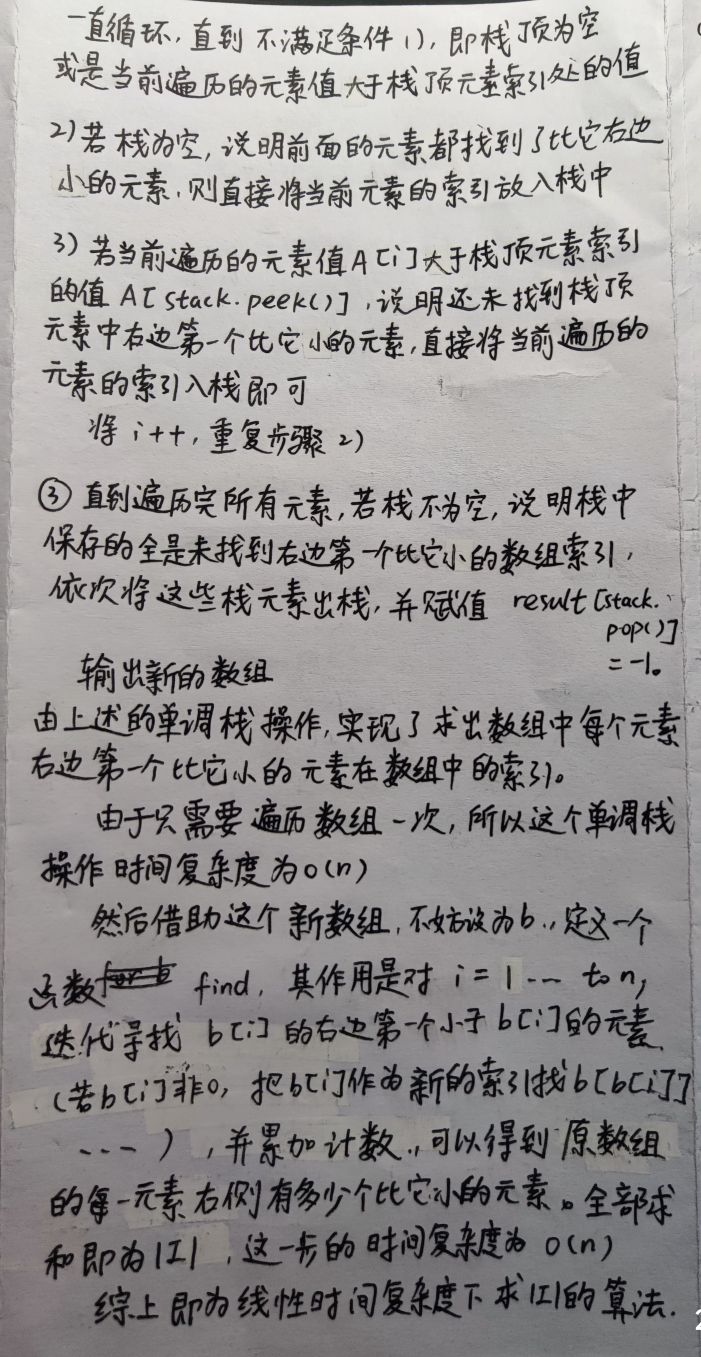 一直循环,直到 不满足条件 1),即栈顶为空
或是当前遍历的元素值大于栈顶元素索引处的值
2)若栈为空,说明前面的元素都找到了比它右边
小的元素,则直接将当前元素的索引放入栈中
3)若当前遍历的元素值A[i]大于栈顶元素索引
的值 A[stack.peek()],说明还未找到栈顶
元素中右边第一个比它小的元素,直接将当前遍历的
元素的索引入栈即可
将 i++,重复步骤 2)
③ 直到遍历完所有元素,若栈不为空,说明栈中
保存的全是未找到右边第一个比它小的数组索引,
依次将这些栈元素出栈,并赋值 result[stack.
pop()]
=-1。
输出新的数组
由上述的单调栈操作,实现了求出数组中每个元素
右边第一个比它小的元素在数组中的索引。
由于只需要遍历数组一次,所以这个单调栈
操作时间复杂度为o(n)
然后借助这个新数组,不妨设为b.,定义一个
函数 find,其作用是对 i=1 --- to n,
迭代寻找 b[i] 的右边第一个小于b[i]的元素
(若b[i]非0,把b[i]作为新的索引找b[b[i]]
---- ),并累加计数.,可以得到原数组
的每一元素右侧有多少个比它小的元素。全部求
和即为|I|,这一步的时间复杂度为 o(n)
综上即为线性时间复杂度下求|I|的算法.